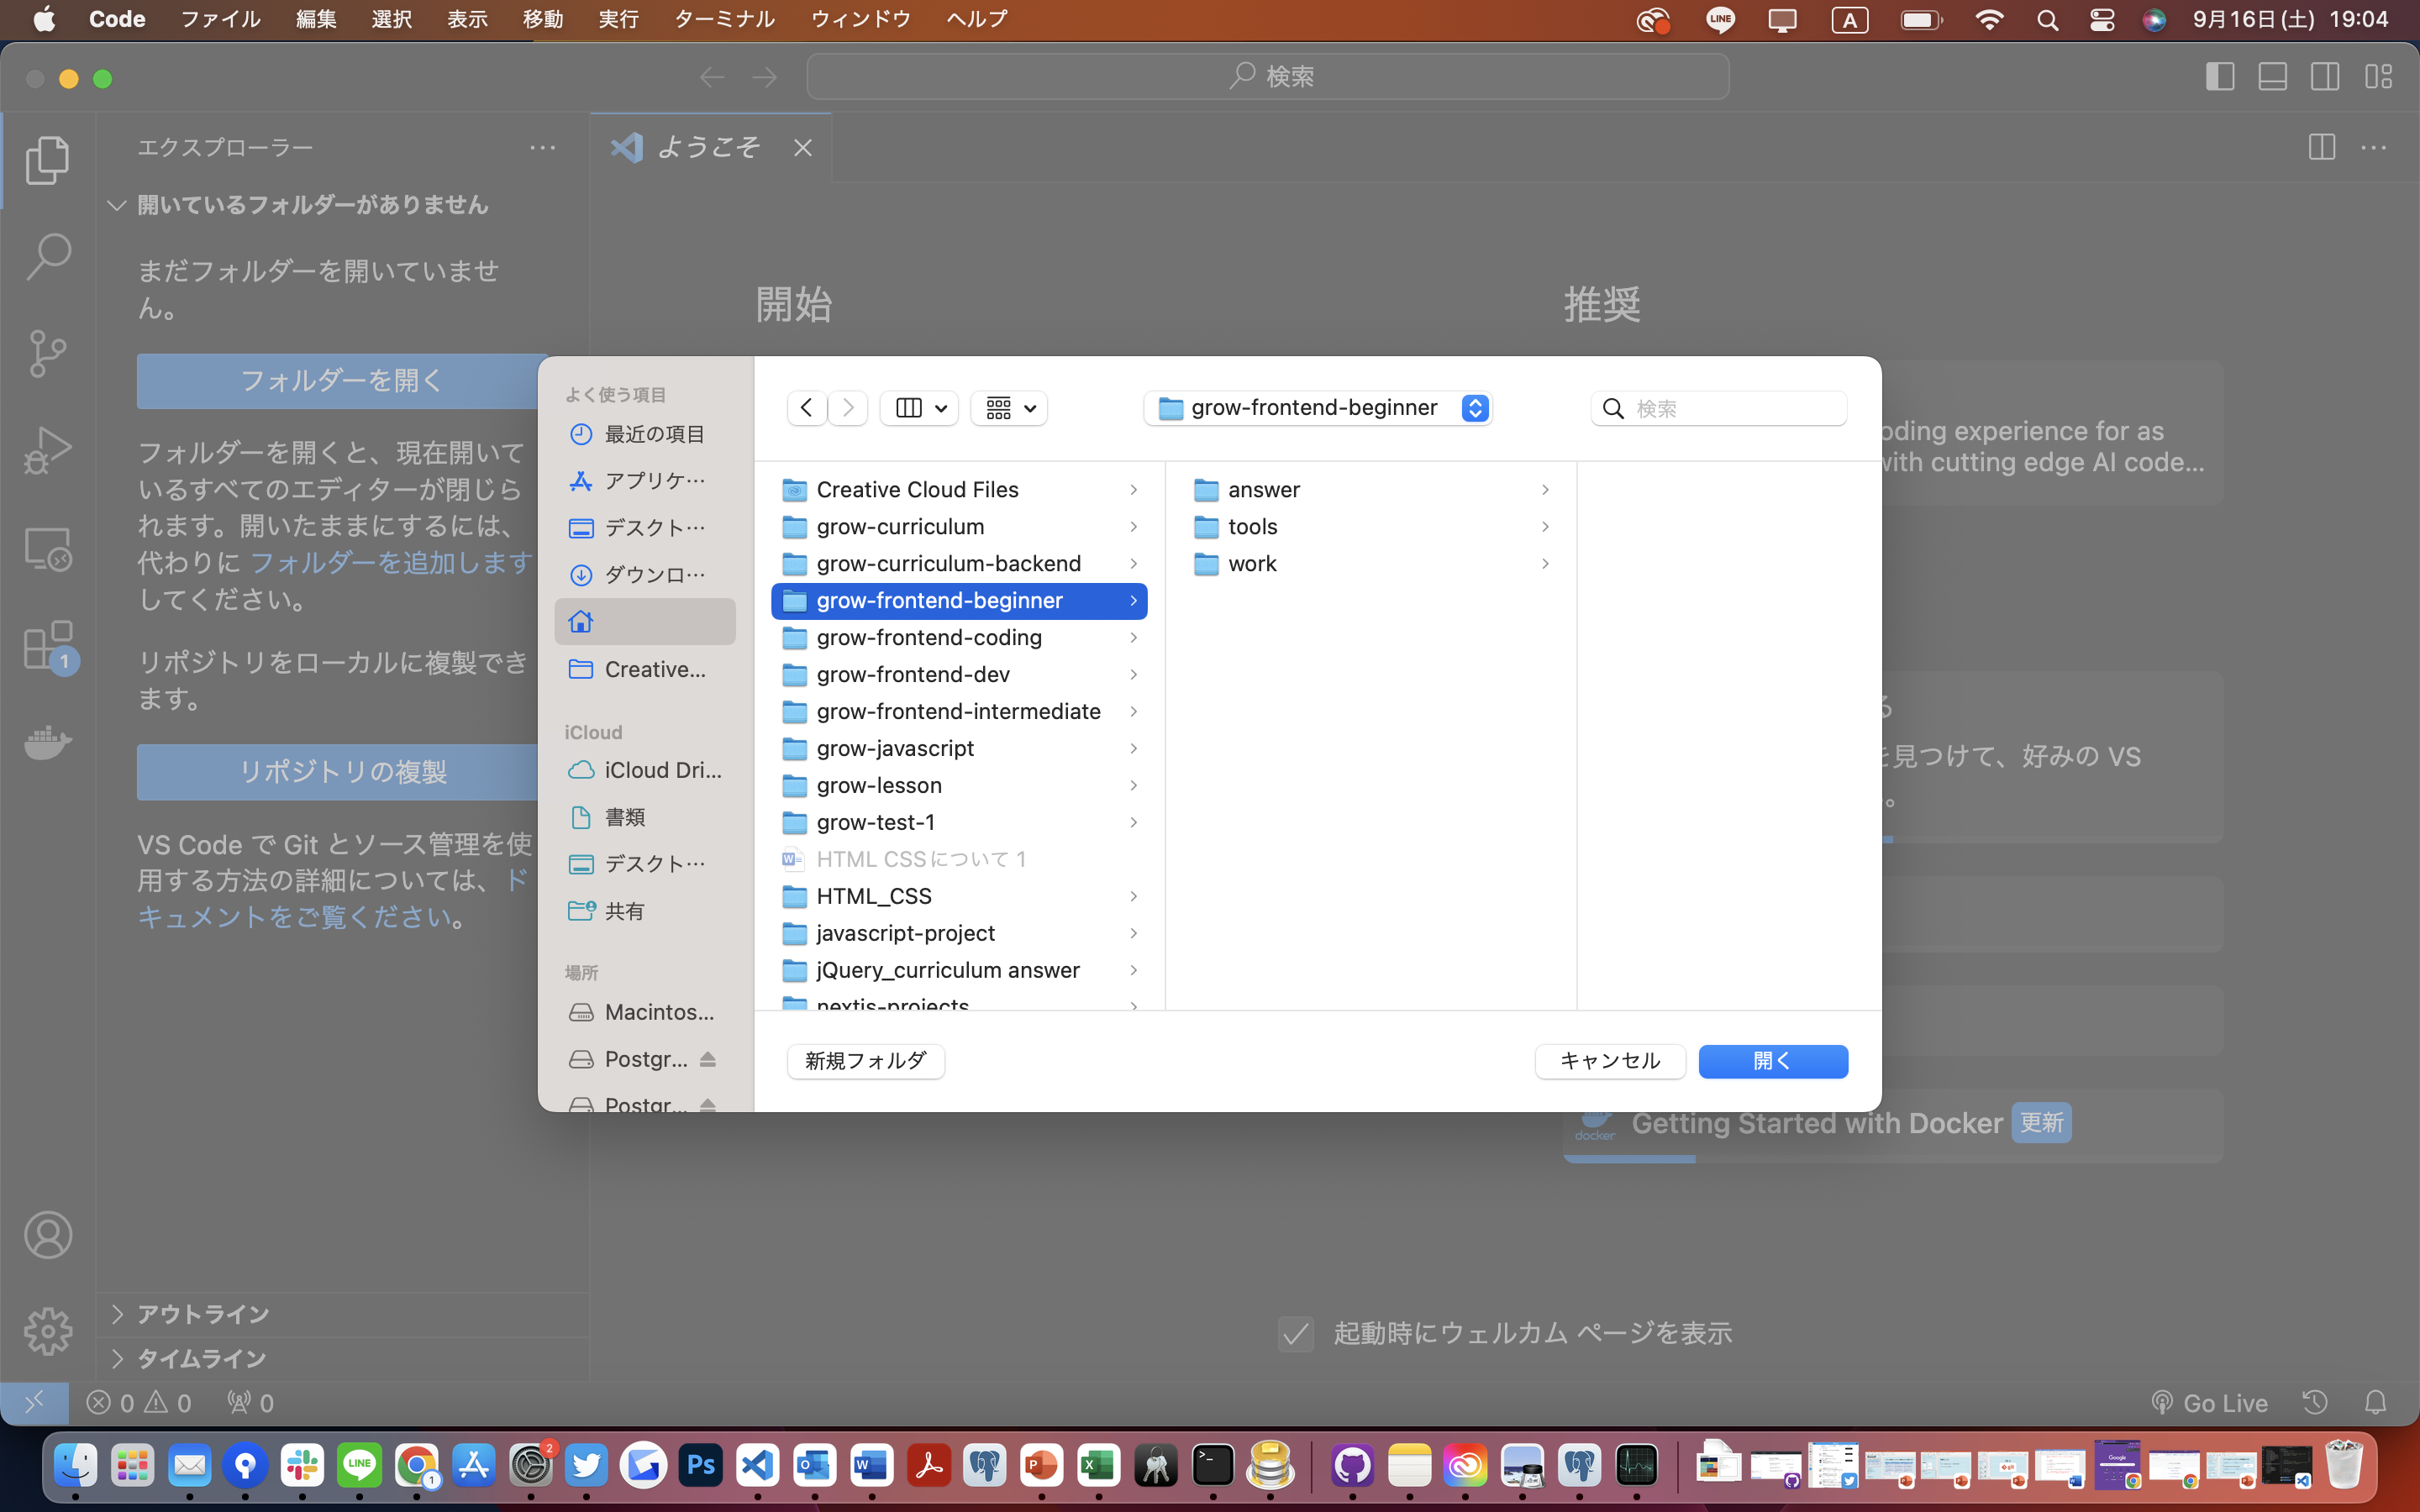 Code ファイル 編集 選択 表示 移動 実行 ターミナル ウィンドウ ヘルプ
LINE A 9月16日(土) 19:04
検索
エクスプローラー ···
ようこそ
開いているフォルダーがありません
まだフォルダーを開いていませ
ん。
フォルダーを開く
フォルダーを開くと、現在開いて
いるすべてのエディターが閉じら
れます。開いたままにするには、
代わりに フォルダーを追加します
してください。
リポジトリをローカルに複製でき
ます。
リポジトリの複製
VS Code で Git とソース管理を使
用する方法の詳細については、ド
キュメントをご覧ください。
1
アウトライン
タイムライン
開始
推奨
oding experience for as
with cutting edge AI code...
る
を見つけて、好みの VS
。
docker Getting Started with Docker 更新
起動時にウェルカム ページを表示
よく使う項目
最近の項目
アプリケ…
デスクト…
ダウンロ…
Creative...
iCloud
iCloud Dri...
書類
デスクト…
共有
場所
Macintos...
Postgr...
Postgr...
grow-frontend-beginner
検索
Creative Cloud Files
grow-curriculum
grow-curriculum-backend
grow-frontend-beginner
grow-frontend-coding
grow-frontend-dev
grow-frontend-intermediate
grow-javascript
grow-lesson
grow-test-1
HTML CSSについて 1
HTML_CSS
javascript-project
jQuery_curriculum answer
nextjs-projects
answer
tools
work
新規フォルダ
キャンセル
開く
0 0 0
Go Live
LINE 1 2 Ps O W P X Google